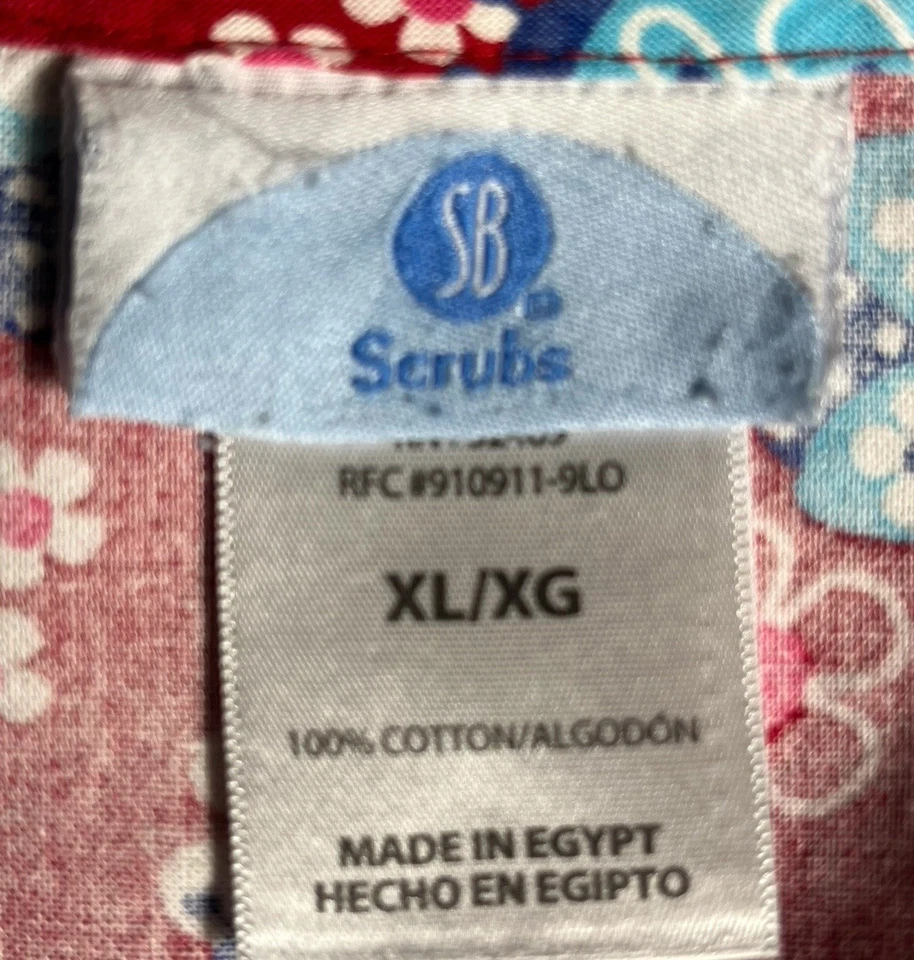 SB
Scrubs
RFC#910911-9LO
XL/XG
100% COTTON/ALGODÓN
MADE IN EGYPT
HECHO EN EGIPTO